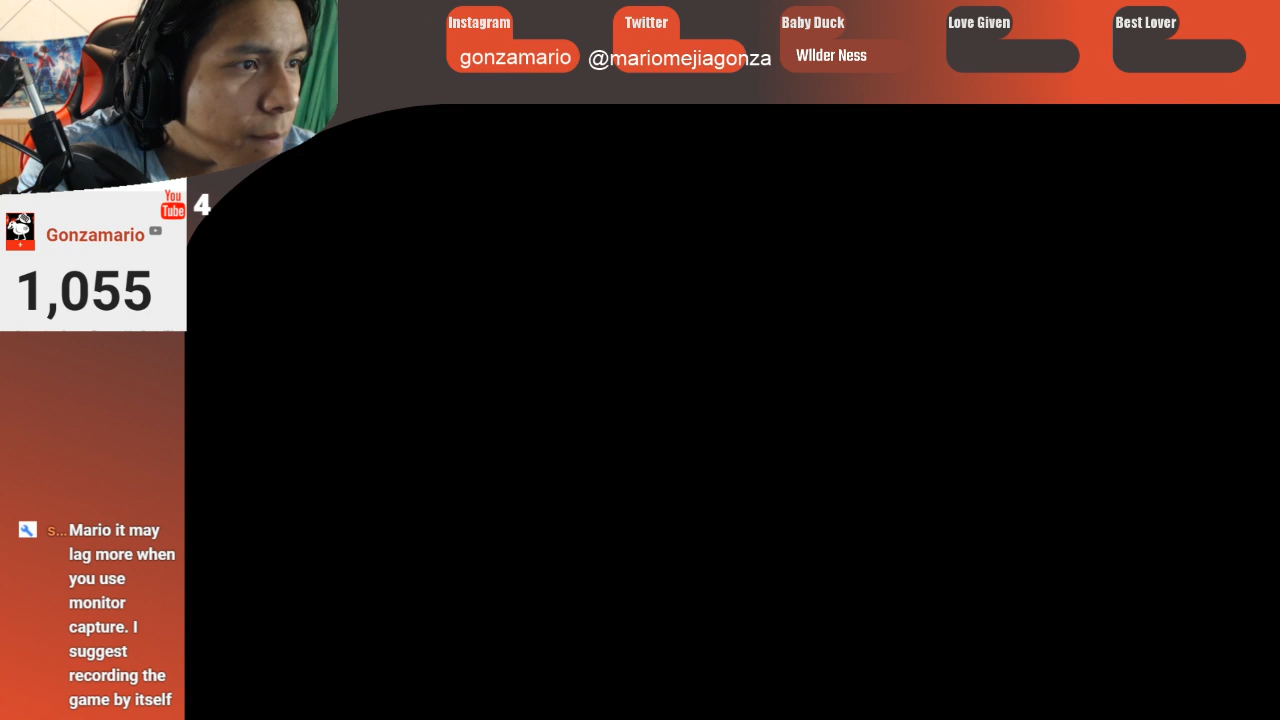 Instagram
gonzamario
Twitter
@mariomejiagonza
Baby Duck
WIlder Ness
Love Given
Best Lover
You
Tube
4
Gonzamario
1,055
s... Mario it may
lag more when
you use
monitor
capture. I
suggest
recording the
game by itself